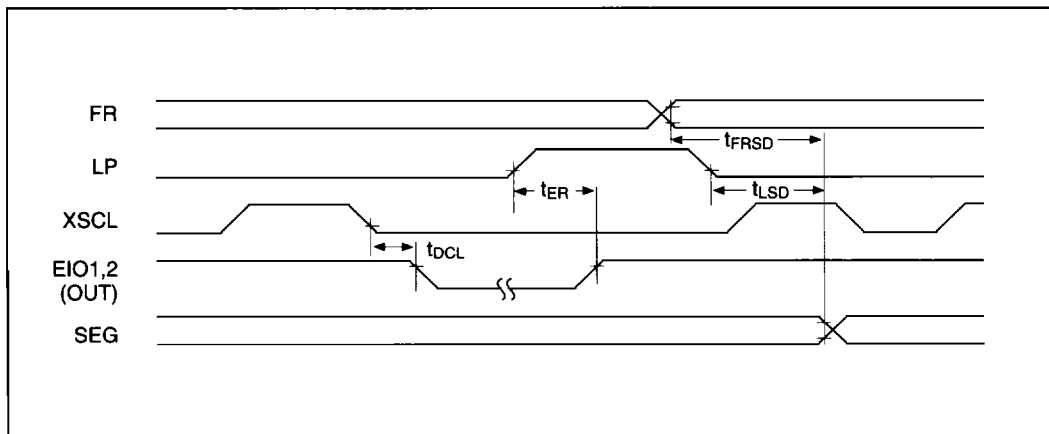 FR
tFRSD
LP
tER
tLSD
XSCL
tDCL
EIO1,2
(OUT)
SEG